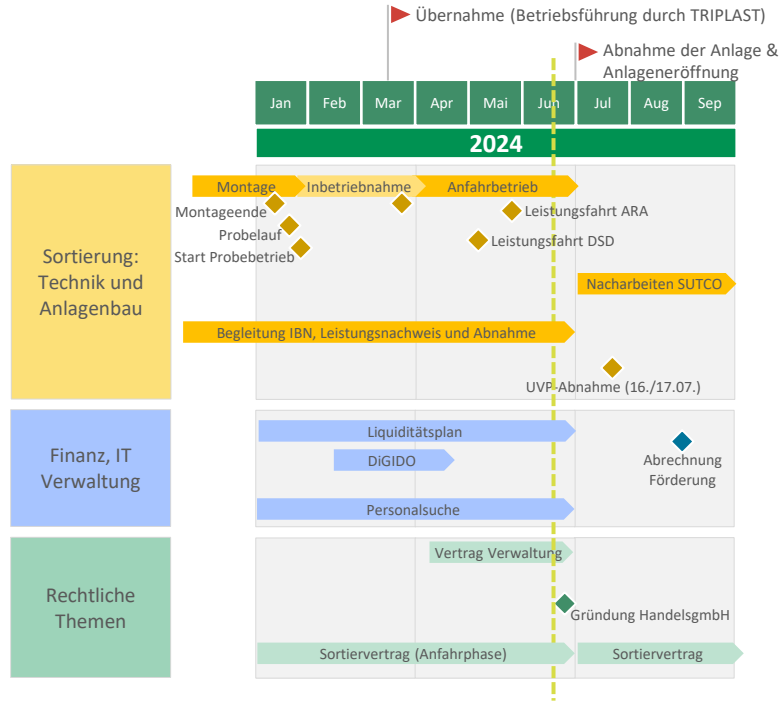 Übernahme (Betriebsführung durch TRIPLAST)
Abnahme der Anlage &
Anlageneröffnung
Jan Feb Mar Apr Mai Jun Jul Aug Sep
2024
Sortierung:
Technik und
Anlagenbau
Montage Inbetriebnahme Anfahrbetrieb
Montageende
Leistungsfahrt ARA
Probelauf
Leistungsfahrt DSD
Start Probebetrieb
Nacharbeiten SUTCO
Begleitung IBN, Leistungsnachweis und Abnahme
UVP-Abnahme (16./17.07.)
Finanz, IT
Verwaltung
Liquiditätsplan
DiGIDO
Abrechnung
Förderung
Personalsuche
Rechtliche
Themen
Vertrag Verwaltung
Gründung HandelsgmbH
Sortiervertrag (Anfahrphase) Sortiervertrag